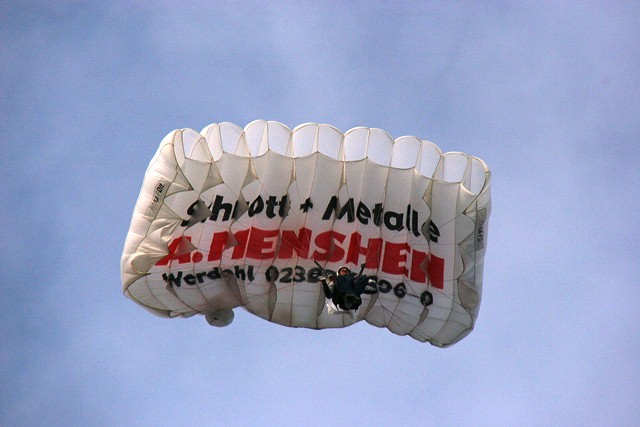 Schrott + Metalle
A. MENSHEN
Werdohl